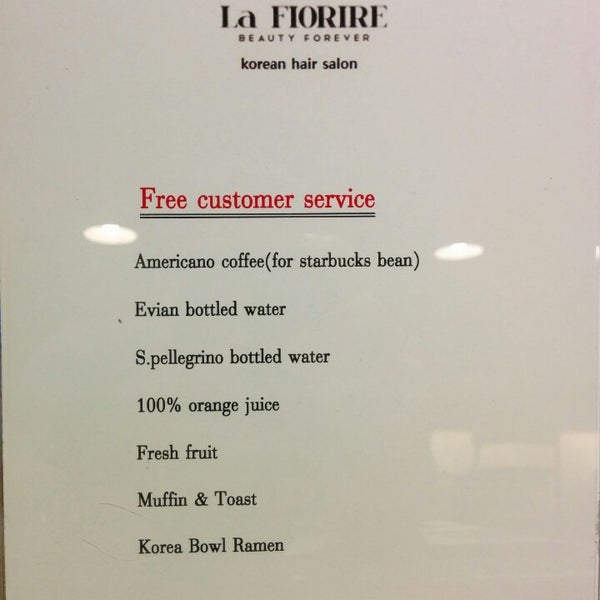 La FIORIRE
BEAUTY FOREVER
korean hair salon
Free customer service
Americano coffee(for starbucks bean)
Evian bottled water
S.pellegrino bottled water
100% orange juice
Fresh fruit
Muffin & Toast
Korea Bowl Ramen